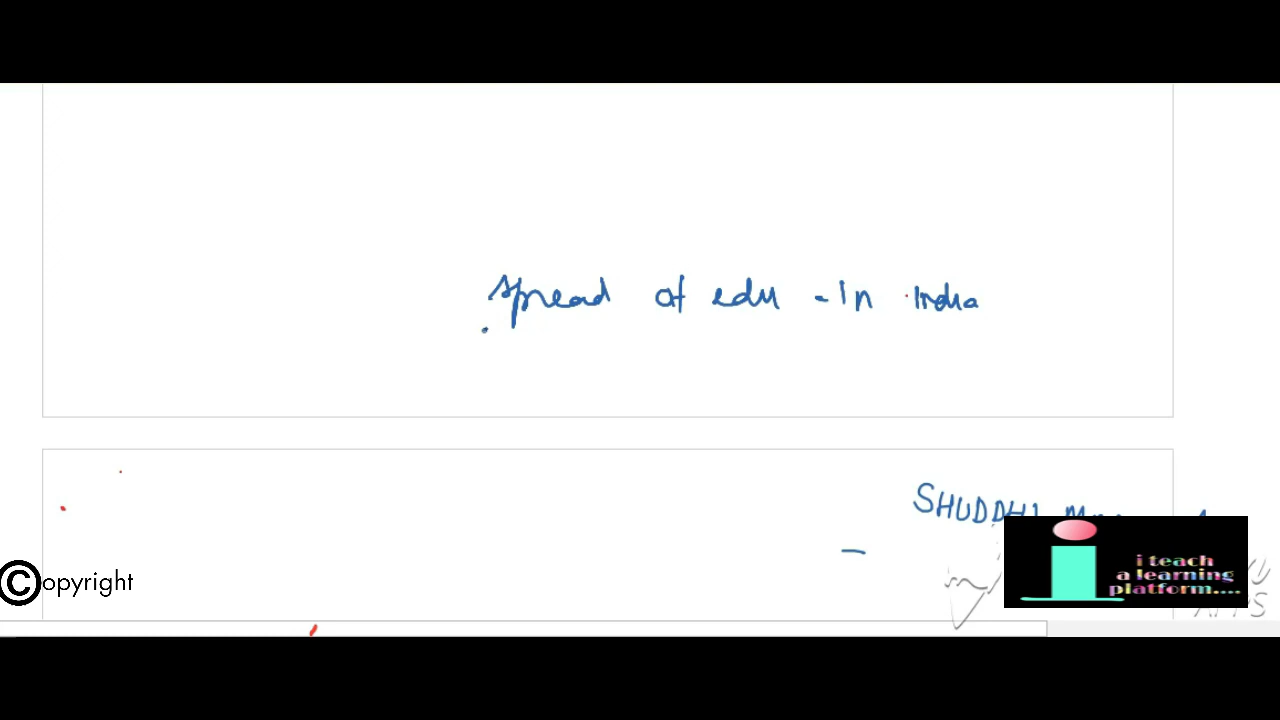 spread of edu - in India
SHUDDHI
©opyright
i teach
a learning
platform....